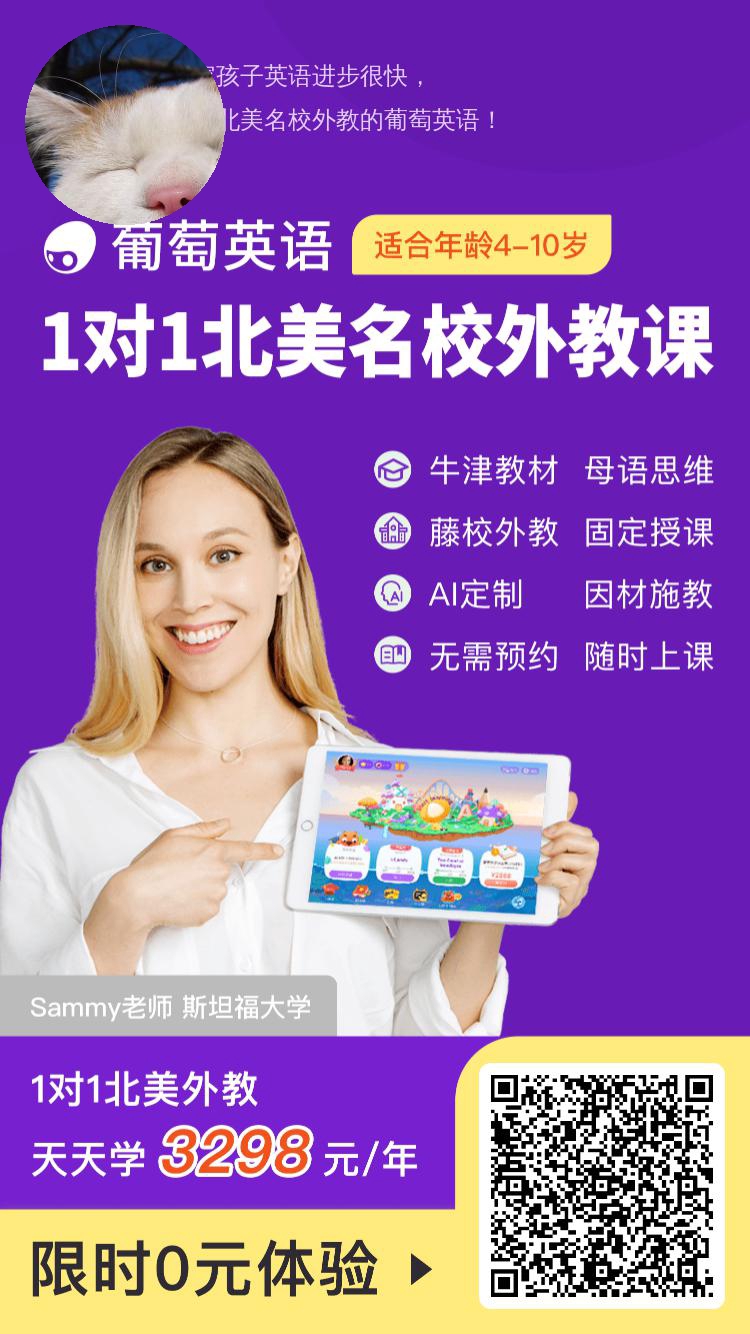 孩子英语进步很快，
北美名校外教的葡萄英语！
葡萄英语
适合年龄4-10岁
1对1北美名校外教课
牛津教材 母语思维
藤校外教 固定授课
AI定制 因材施教
无需预约 随时上课
Sammy老师 斯坦福大学
1对1北美外教
天天学 3298 元/年
限时0元体验